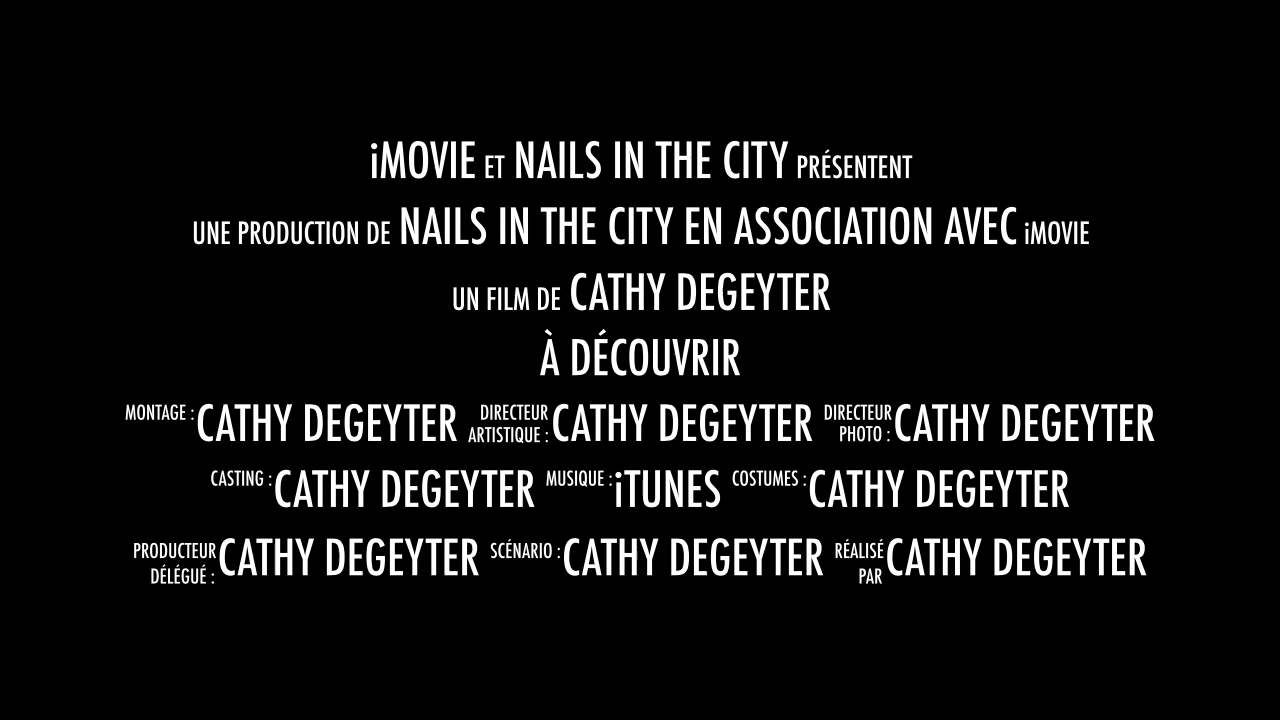 iMOVIE ET NAILS IN THE CITY PRÉSENTENT
UNE PRODUCTION DE NAILS IN THE CITY EN ASSOCIATION AVEC iMOVIE
UN FILM DE CATHY DEGEYTER
À DÉCOUVRIR
MONTAGE : CATHY DEGEYTER DIRECTEUR ARTISTIQUE : CATHY DEGEYTER DIRECTEUR PHOTO : CATHY DEGEYTER
CASTING : CATHY DEGEYTER MUSIQUE : iTUNES COSTUMES : CATHY DEGEYTER
PRODUCTEUR DÉLÉGUÉ : CATHY DEGEYTER SCÉNARIO : CATHY DEGEYTER RÉALISÉ PAR CATHY DEGEYTER